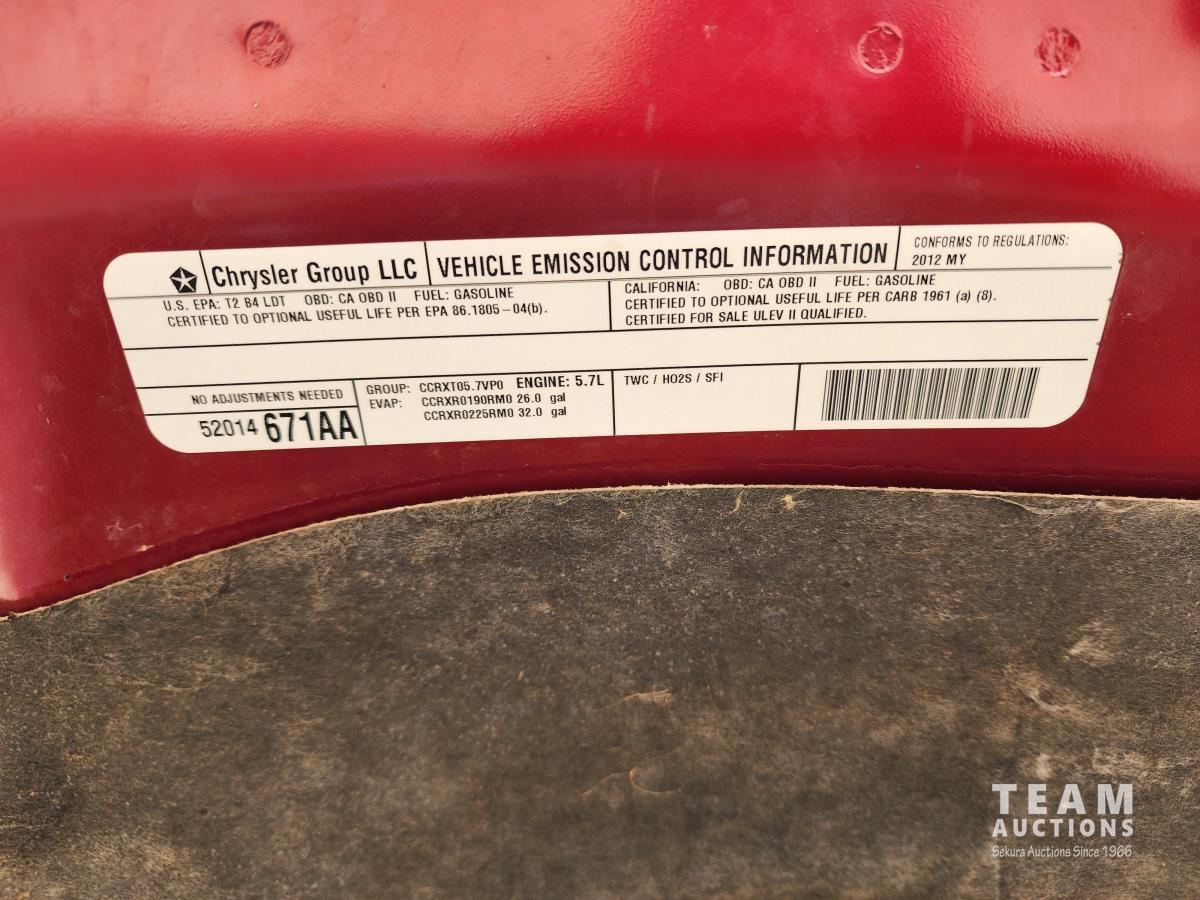 Chrysler Group LLC
VEHICLE EMISSION CONTROL INFORMATION
CONFORMS TO REGULATIONS:
2012 MY
U.S. EPA: T2 B4 LDT OBD: CA OBD II FUEL: GASOLINE
CERTIFIED TO OPTIONAL USEFUL LIFE PER EPA 86.1805-04(b).
CALIFORNIA: OBD: CA OBD II FUEL: GASOLINE
CERTIFIED TO OPTIONAL USEFUL LIFE PER CARB 1961 (a) (8).
CERTIFIED FOR SALE ULEV II QUALIFIED.
NO ADJUSTMENTS NEEDED
52014 671AA
GROUP: CCRXT05.7VP0 ENGINE: 5.7L
EVAP: CCRXR0190RM0 26.0 gal
CCRXR0225RM0 32.0 gal
TWC / HO2S / SFI
TEAM
AUCTIONS
Sekura Auctions Since 1966